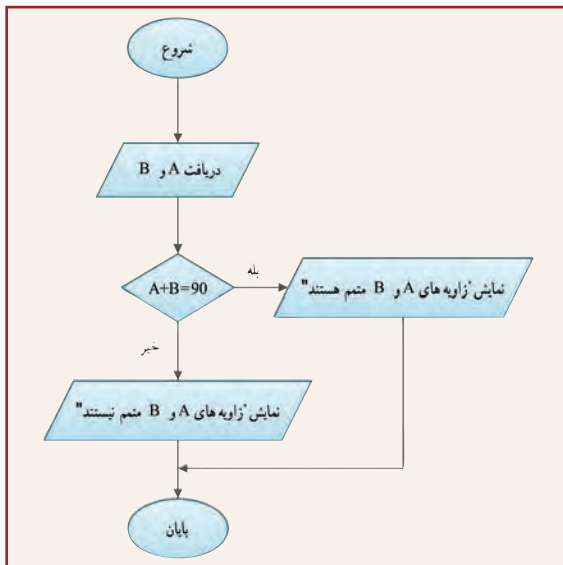 شروع
دریافت A و B
A+B=90
بله
نمایش "زاویه های A و B متمم هستند"
خیر
نمایش "زاویه های A و B متمم نیستند"
پایان